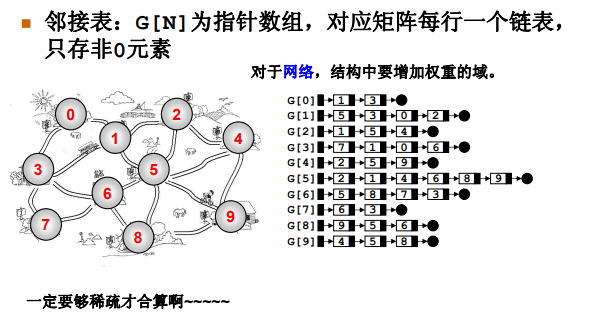 ■ 邻接表：G[N]为指针数组，对应矩阵每行一个链表，
只存非0元素
对于网络，结构中要增加权重的域。
0
1
2
3
4
5
6
7
8
9
G[0] 1 3
G[1] 5 3 0 2
G[2] 1 5 4
G[3] 7 1 0 6
G[4] 2 5 9
G[5] 2 1 4 6 8 9
G[6] 5 8 7 3
G[7] 6 3
G[8] 9 5 6
G[9] 4 5 8
一定要够稀疏才合算啊~~~~~